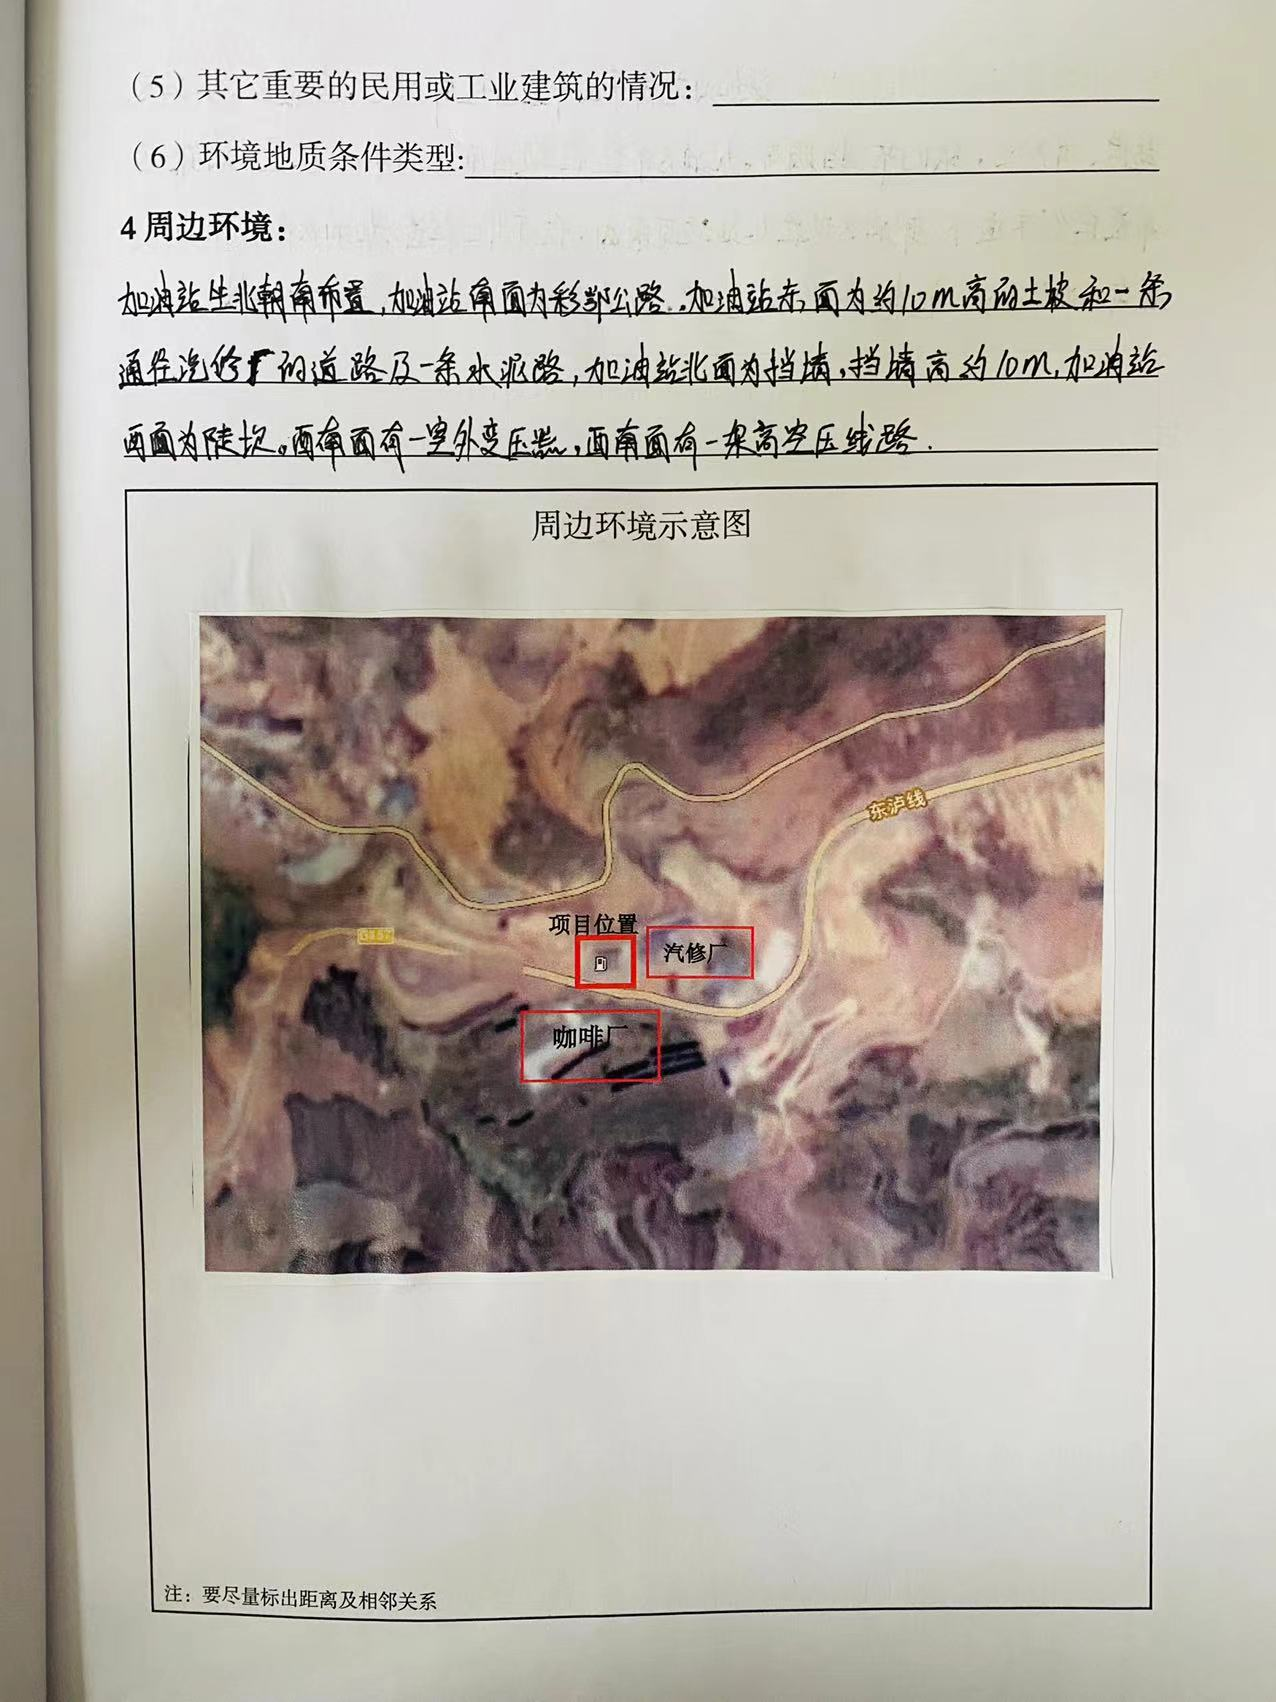 （5）其它重要的民用或工业建筑的情况：
（6）环境地质条件类型:
4 周边环境：
加油站坐北朝南布置,加油站南面为彩鄂公路.加油站东面为约10m高的土坡和一条
通径汽修厂的道路及一条水泥路,加油站北面为挡墙,挡墙高约10m,加油站
西面为陡坎。西南面有一室外变压器,西南面有一架高空压线路.
周边环境示意图
东泸线
项目位置
汽修厂
咖啡厂
注：要尽量标出距离及相邻关系